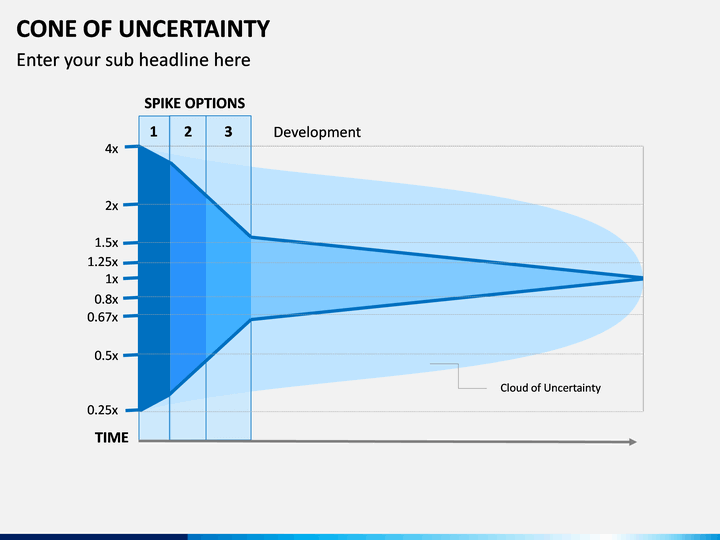 CONE OF UNCERTAINTY
Enter your sub headline here
SPIKE OPTIONS
1 2 3 Development
4x
2x
1.5x
1.25x
1x
0.8x
0.67x
0.5x
Cloud of Uncertainty
0.25x
TIME